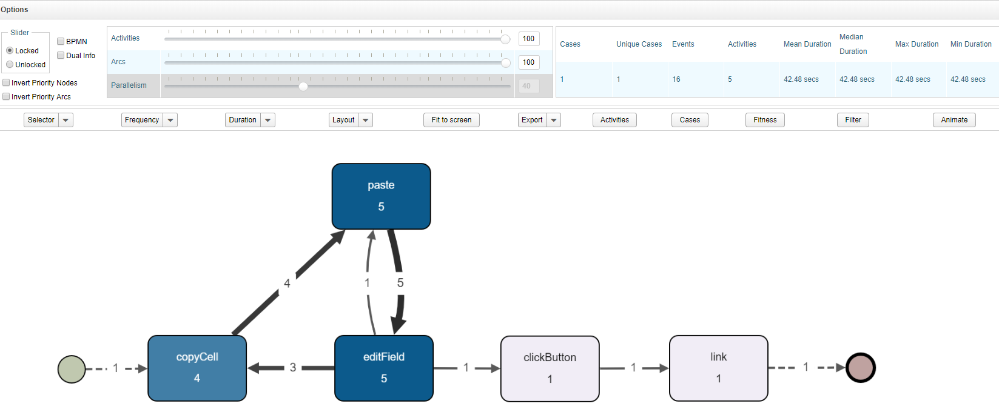 Options
Slider
Locked
Unlocked
BPMN
Dual Info
Invert Priority Nodes
Invert Priority Arcs
Activities 100
Arcs 100
Parallelism 40
Cases Unique Cases Events Activities Mean Duration Median Duration Max Duration Min Duration
1 1 16 5 42.48 secs 42.48 secs 42.48 secs 42.48 secs
Selector Frequency Duration Layout Fit to screen Export Activities Cases Fitness Filter Animate
paste
5
4 1 5
copyCell
4
editField
5
clickButton
1
link
1
1 3 1 1 1